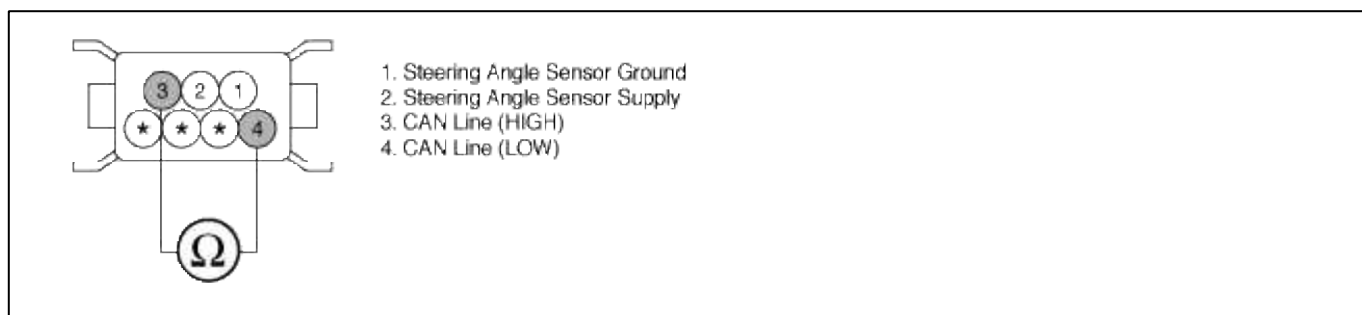 3 2 1
* * * 4
Ω
1. Steering Angle Sensor Ground
2. Steering Angle Sensor Supply
3. CAN Line (HIGH)
4. CAN Line (LOW)